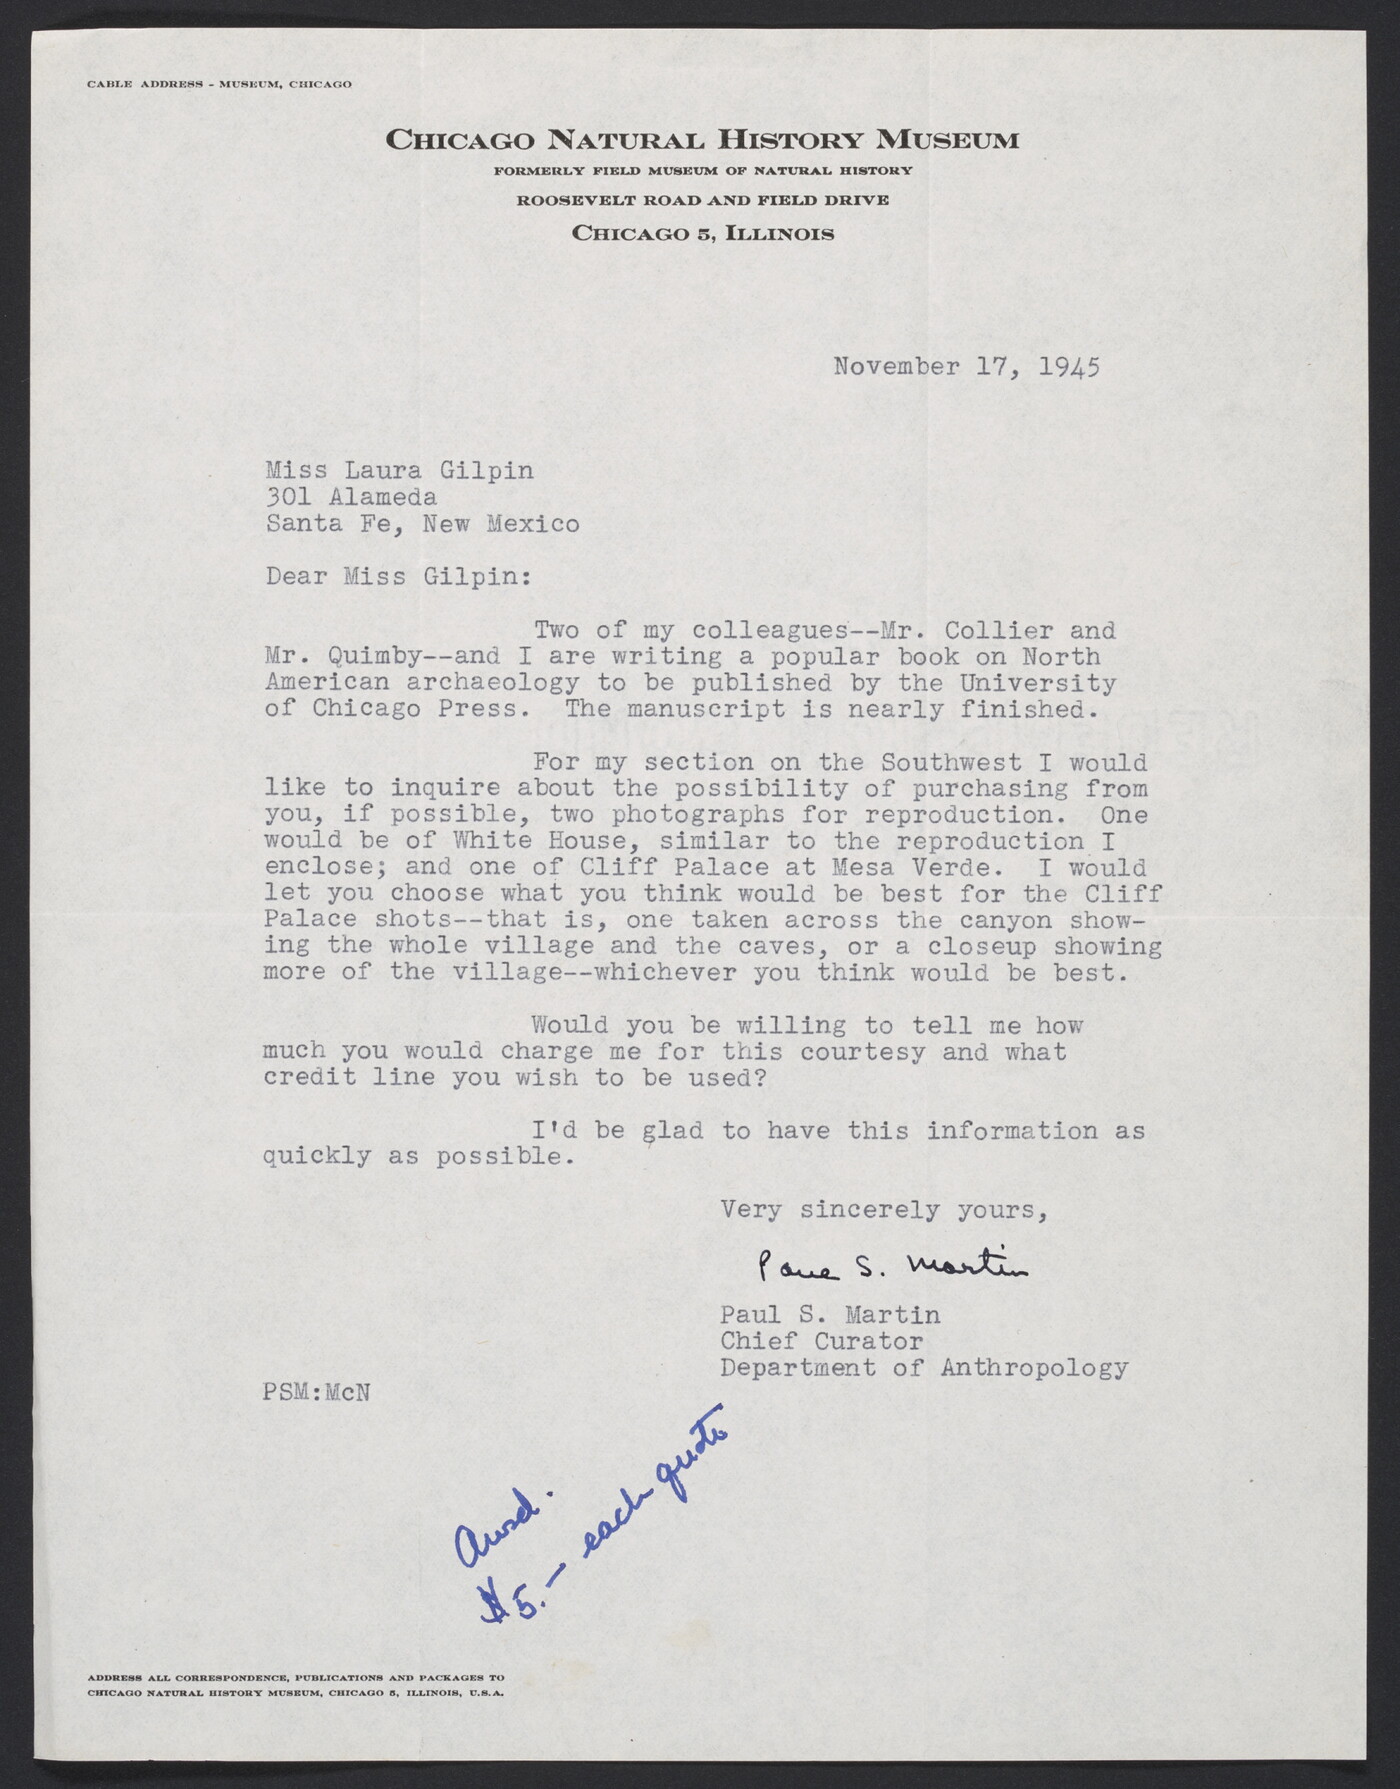 CABLE ADDRESS - MUSEUM, CHICAGO
CHICAGO NATURAL HISTORY MUSEUM
FORMERLY FIELD MUSEUM OF NATURAL HISTORY
ROOSEVELT ROAD AND FIELD DRIVE
CHICAGO 5, ILLINOIS
November 17, 1945
Miss Laura Gilpin
301 Alameda
Santa Fe, New Mexico
Dear Miss Gilpin:
Two of my colleagues--Mr. Collier and
Mr. Quimby--and I are writing a popular book on North
American archaeology to be published by the University
of Chicago Press. The manuscript is nearly finished.
For my section on the Southwest I would
like to inquire about the possibility of purchasing from
you, if possible, two photographs for reproduction. One
would be of White House, similar to the reproduction I
enclose; and one of Cliff Palace at Mesa Verde. I would
let you choose what you think would be best for the Cliff
Palace shots--that is, one taken across the canyon show-
ing the whole village and the caves, or a closeup showing
more of the village--whichever you think would be best.
Would you be willing to tell me how
much you would charge me for this courtesy and what
credit line you wish to be used?
I'd be glad to have this information as
quickly as possible.
Very sincerely yours,
Paul S. Martin
Paul S. Martin
Chief Curator
Department of Anthropology
PSM:McN
Awsd.
$5.- each quote
ADDRESS ALL CORRESPONDENCE, PUBLICATIONS AND PACKAGES TO
CHICAGO NATURAL HISTORY MUSEUM, CHICAGO 5, ILLINOIS, U.S.A.